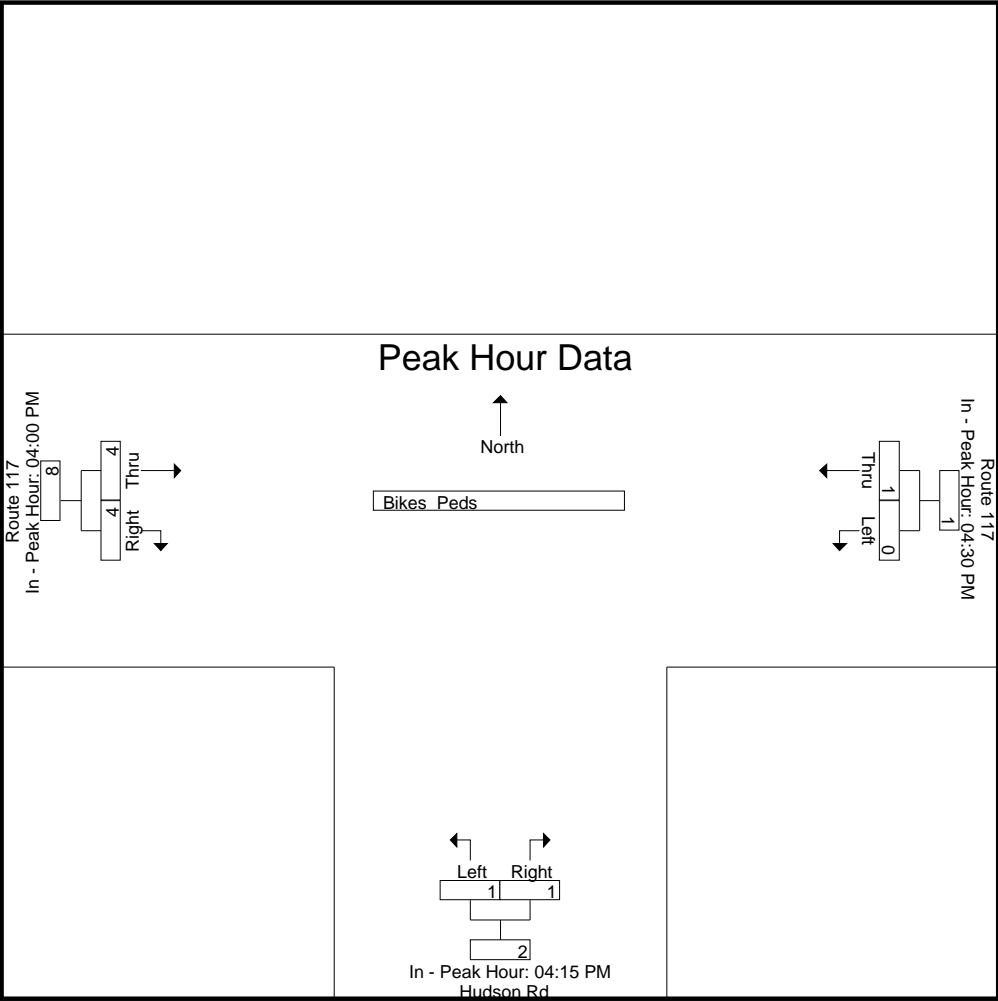 Peak Hour Data
North
Bikes Peds
Route 117
In - Peak Hour: 04:00 PM
8
4
4
Thru
Right
Thru
Left
1
0
1
In - Peak Hour: 04:30 PM
Route 117
Left Right
1 1
2
In - Peak Hour: 04:15 PM
Hudson Rd